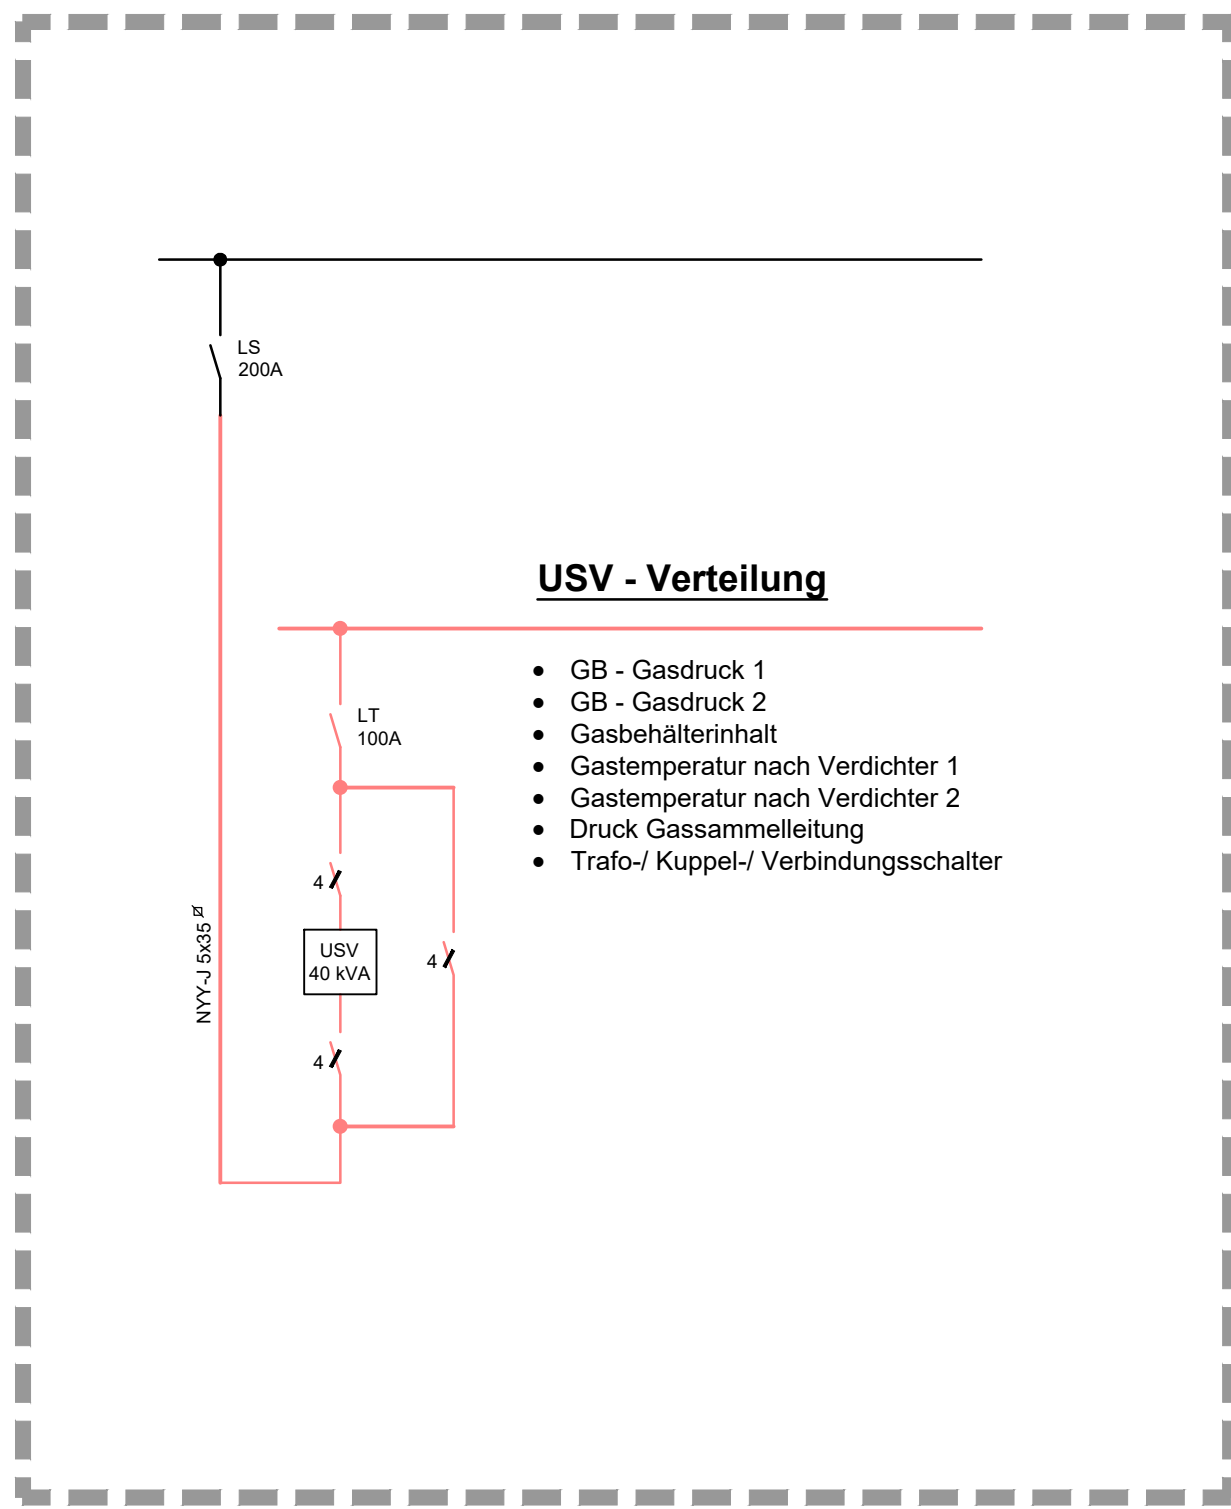 LS
200A
USV - Verteilung
• GB - Gasdruck 1
• GB - Gasdruck 2
• Gasbehälterinhalt
• Gastemperatur nach Verdichter 1
• Gastemperatur nach Verdichter 2
• Druck Gassammelleitung
• Trafo-/ Kuppel-/ Verbindungsschalter
LT
100A
4
USV
40 kVA
4
4
NYY-J 5x35